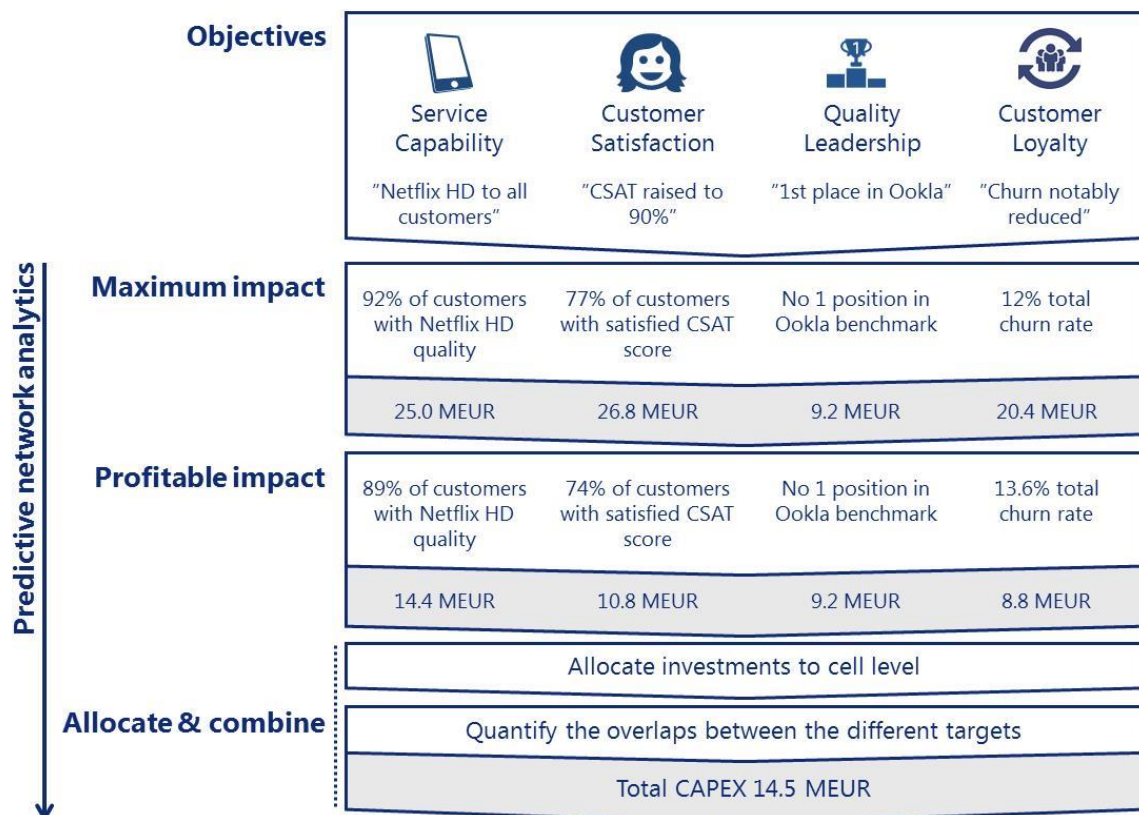 Objectives
Service
Capability
Customer
Satisfaction
1
Quality
Leadership
Customer
Loyalty
"Netflix HD to all
customers"
"CSAT raised to
90%"
"1st place in Ookla"
"Churn notably
reduced"
Predictive network analytics
Maximum impact
92% of customers
with Netflix HD
quality
77% of customers
with satisfied CSAT
score
No 1 position in
Ookla benchmark
12% total
churn rate
25.0 MEUR
26.8 MEUR
9.2 MEUR
20.4 MEUR
Profitable impact
89% of customers
with Netflix HD
quality
74% of customers
with satisfied CSAT
score
No 1 position in
Ookla benchmark
13.6% total
churn rate
14.4 MEUR
10.8 MEUR
9.2 MEUR
8.8 MEUR
Allocate & combine
Allocate investments to cell level
Quantify the overlaps between the different targets
Total CAPEX 14.5 MEUR